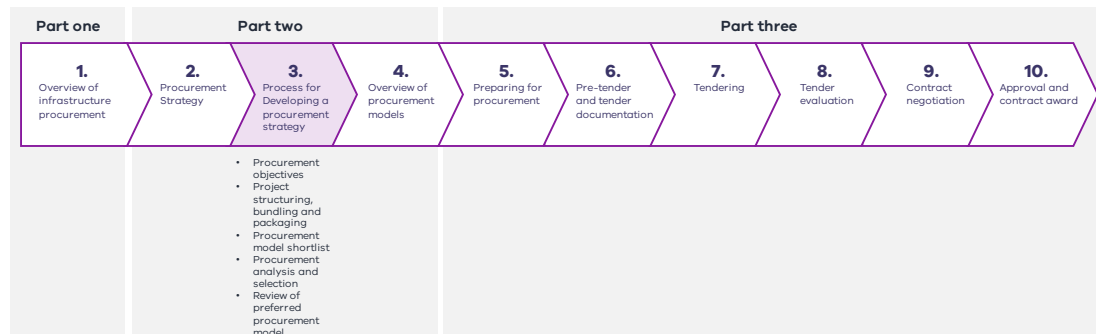 Part one
Part two
Part three
1.
Overview of
infrastructure
procurement
2.
Procurement
Strategy
3.
Process for
Developing a
procurement
strategy
4.
Overview of
procurement
models
5.
Preparing for
procurement
6.
Pre-tender
and tender
documentation
7.
Tendering
8.
Tender
evaluation
9.
Contract
negotiation
10.
Approval and
contract award
• Procurement
objectives
• Project
structuring,
bundling and
packaging
• Procurement
model shortlist
• Procurement
analysis and
selection
• Review of
preferred
procurement
model